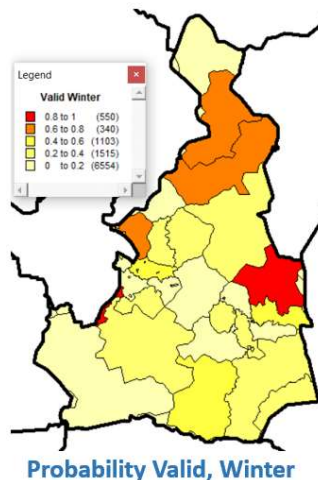 Legend
Valid Winter
0.8 to 1 (550)
0.6 to 0.8 (340)
0.4 to 0.6 (1103)
0.2 to 0.4 (1515)
0 to 0.2 (6554)
Probability Valid, Winter